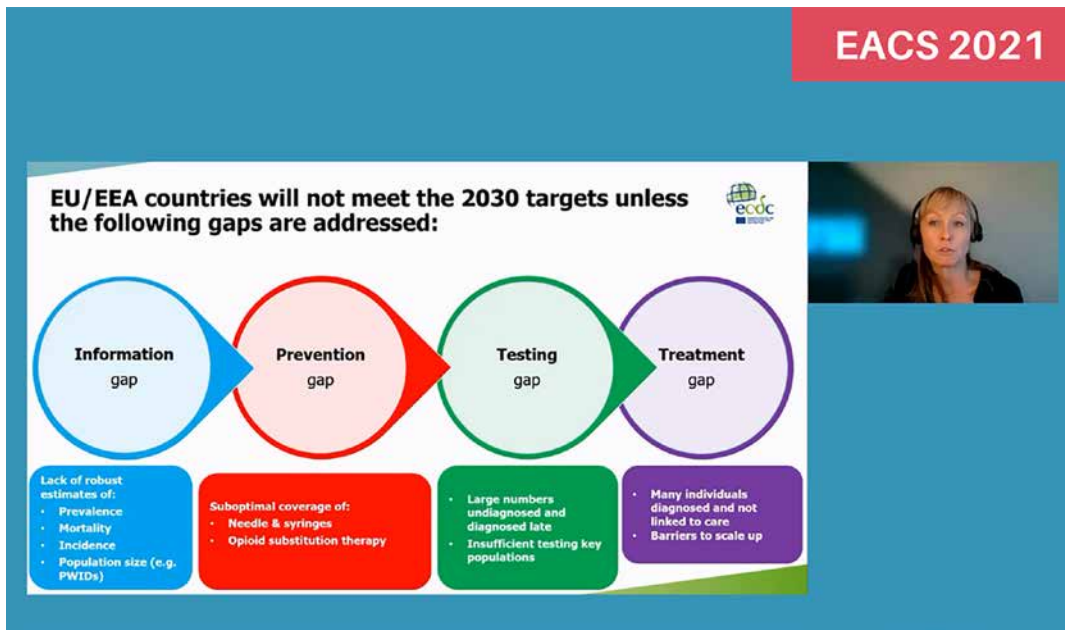 EACS 2021
EU/EEA countries will not meet the 2030 targets unless
the following gaps are addressed:
ecdc
Information
gap
Prevention
gap
Testing
gap
Treatment
gap
Lack of robust
estimates of:
• Prevalence
• Mortality
• Incidence
• Population size (e.g.
PWIDs)
Suboptimal coverage of:
• Needle & syringes
• Opioid substitution therapy
• Large numbers
undiagnosed and
diagnosed late
• Insufficient testing key
populations
• Many individuals
diagnosed and not
linked to care
• Barriers to scale up